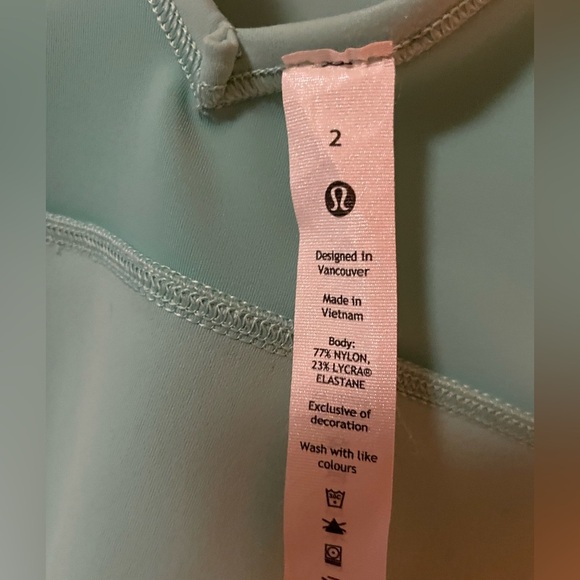 2
Designed in
Vancouver
Made in
Vietnam
Body:
77% NYLON,
23% LYCRA®
ELASTANE
Exclusive of
decoration
Wash with like
colours